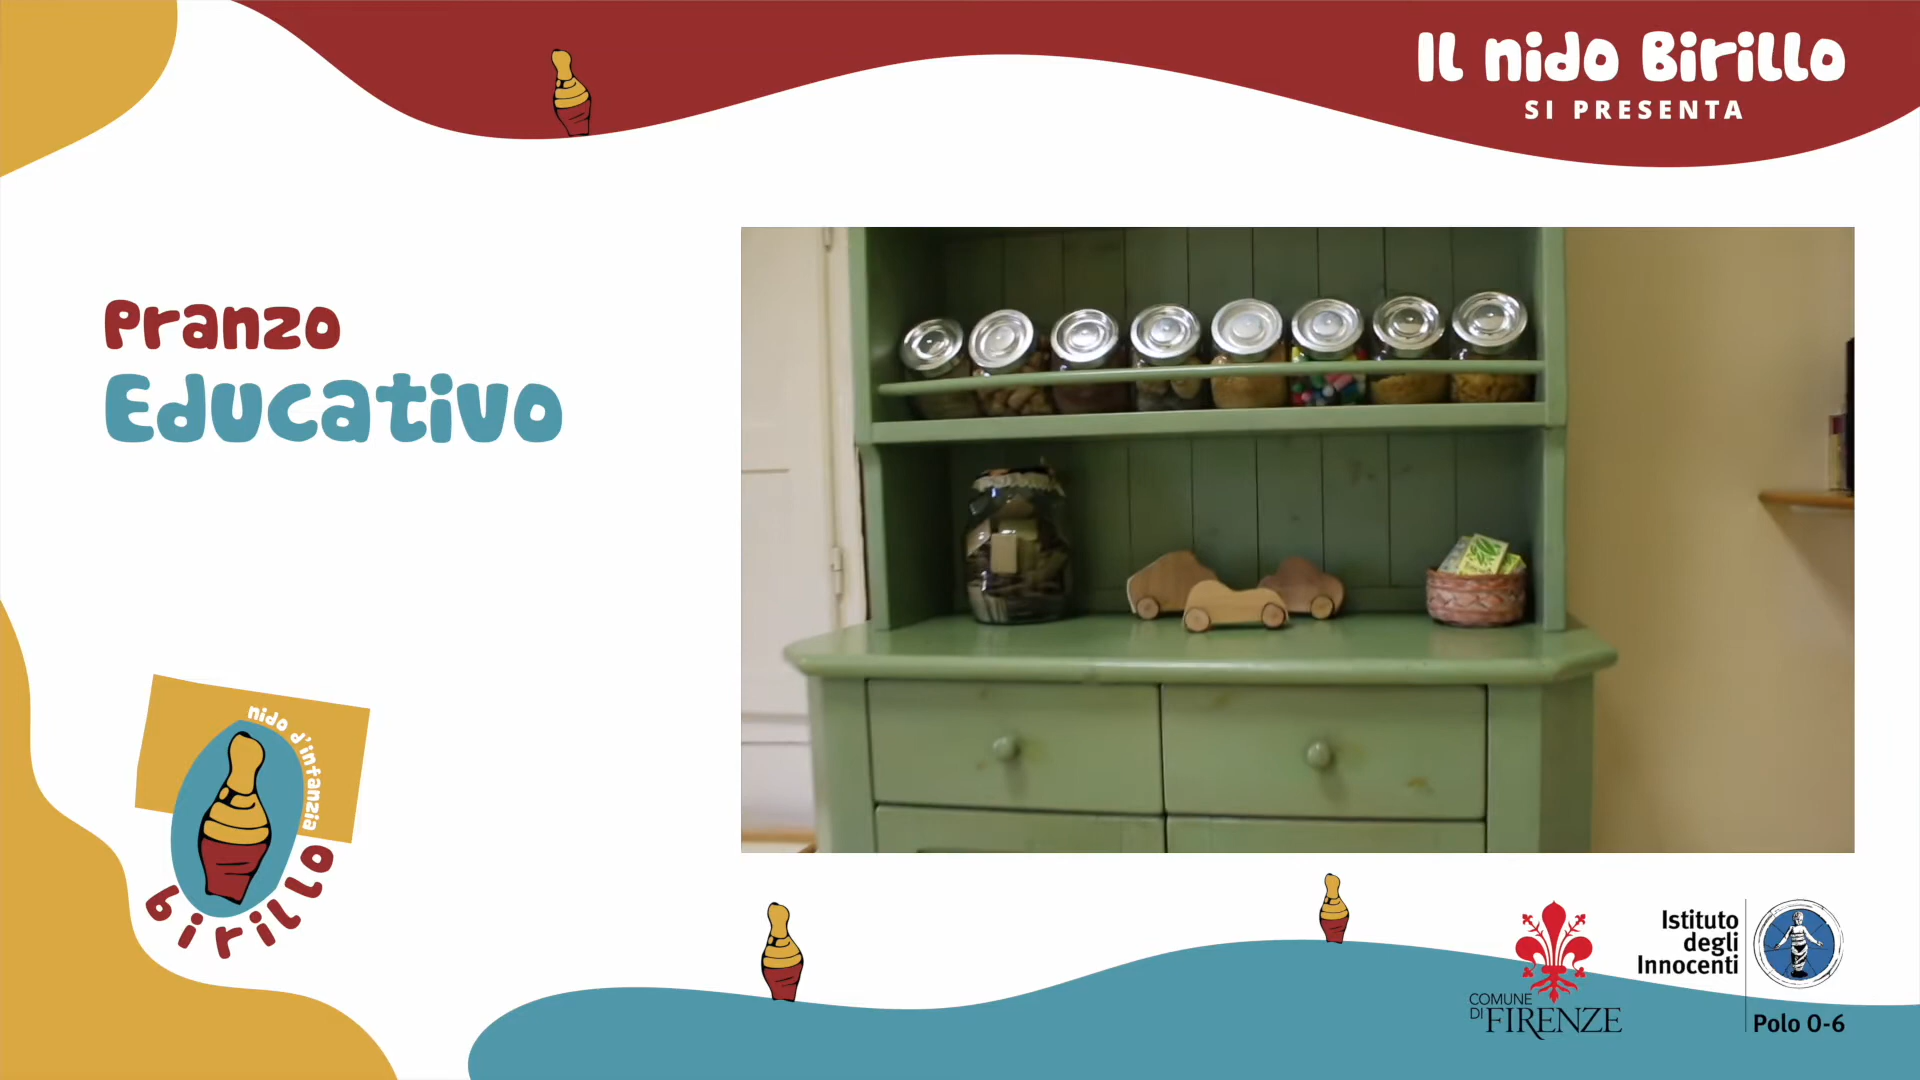 Il nido Birillo
SI PRESENTA
Pranzo
Educativo
nido d'infanzia
birillo
COMUNE
DI FIRENZE
Istituto
degli
Innocenti
Polo 0-6